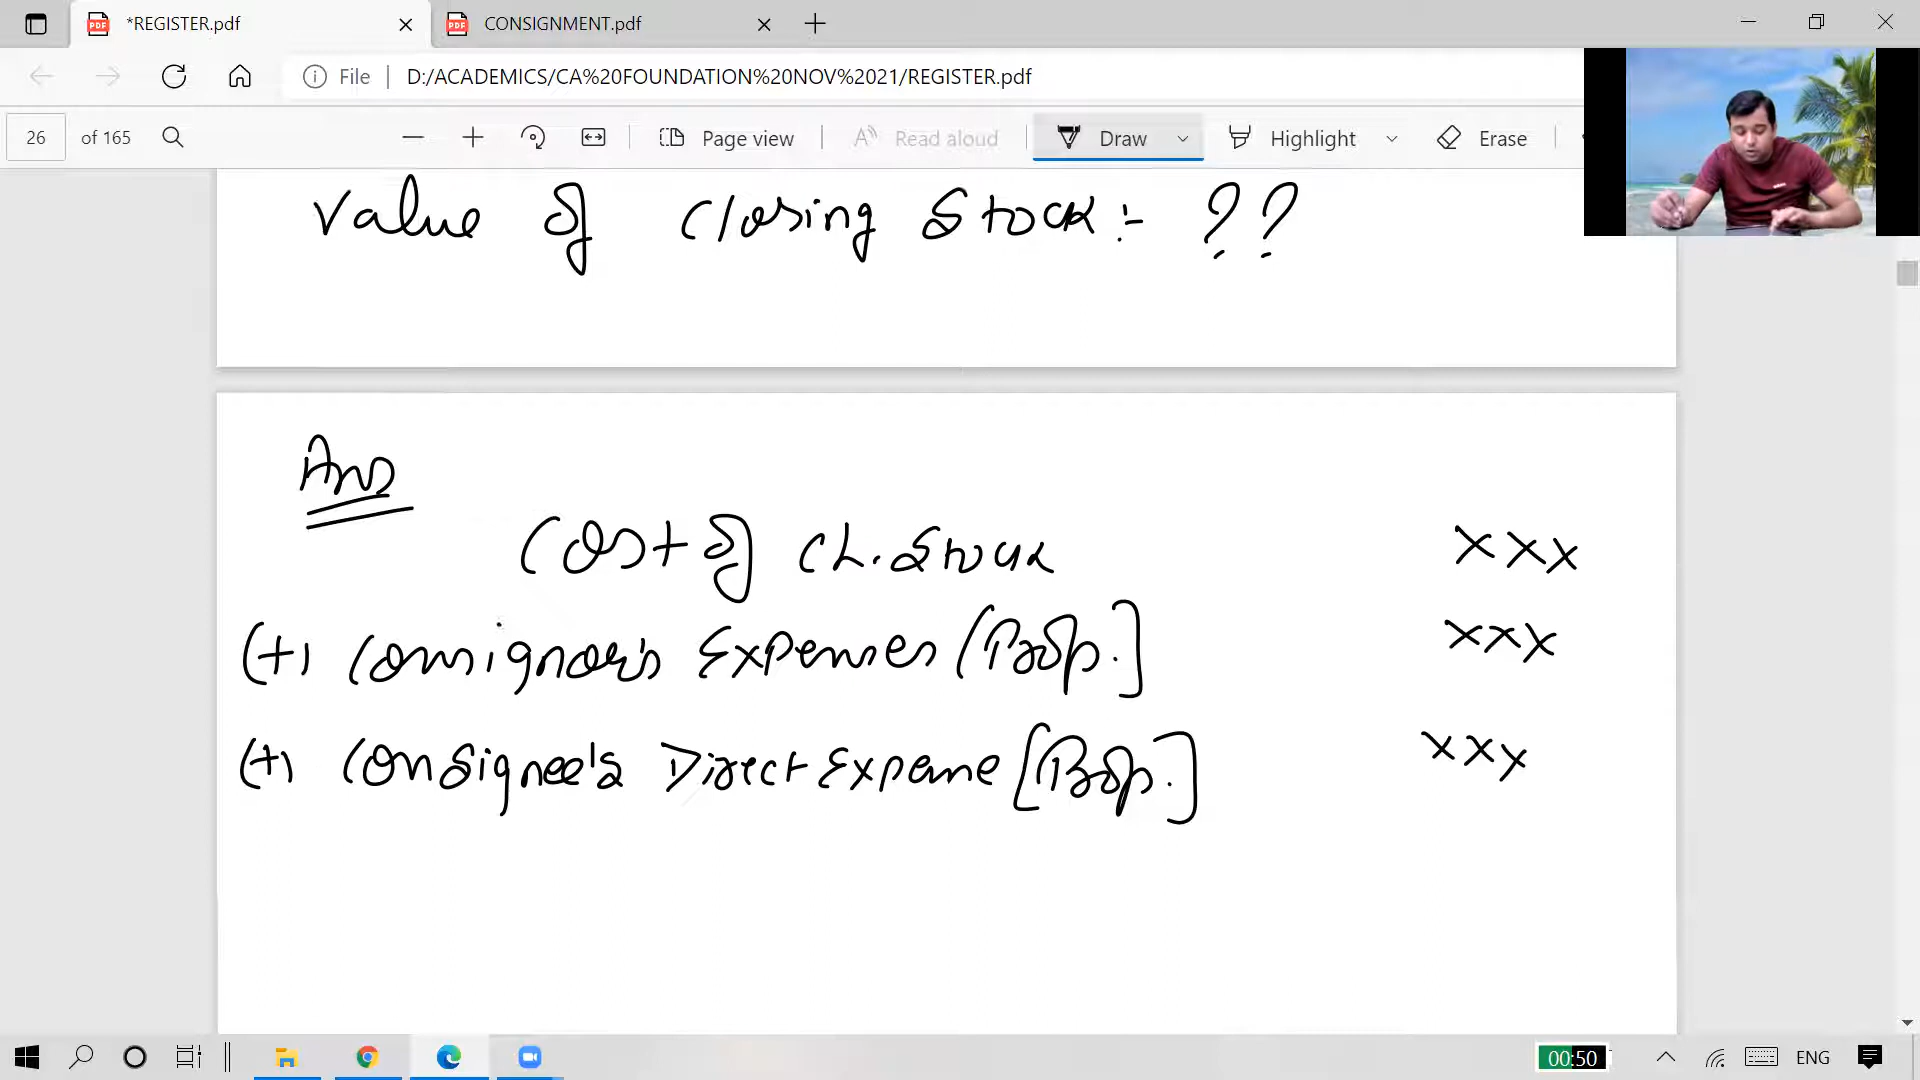 *REGISTER.pdf
CONSIGNMENT.pdf
File D:/ACADEMICS/CA%20FOUNDATION%20NOV%2021/REGISTER.pdf
26 of 165 Page view Read aloud Draw Highlight Erase
Value of Closing Stock:- ??
Ans
Cost of CL. Stock xxx
(+) Consignor's Expenses [Prop.] xxx
(+) Consignee's Direct Expense [Prop.] xxx
00:50 ENG